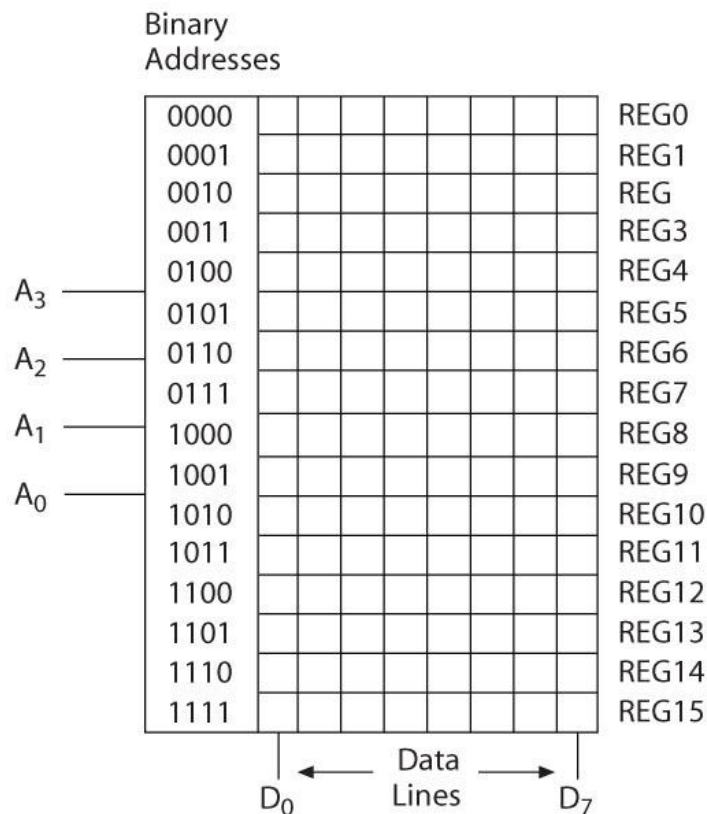 Binary
Addresses
0000 REG0
0001 REG1
0010 REG
0011 REG3
0100 REG4
A₃
0101 REG5
0110 REG6
A₂
0111 REG7
A₁
1000 REG8
1001 REG9
A₀
1010 REG10
1011 REG11
1100 REG12
1101 REG13
1110 REG14
1111 REG15
D₀ Data D₇
Lines